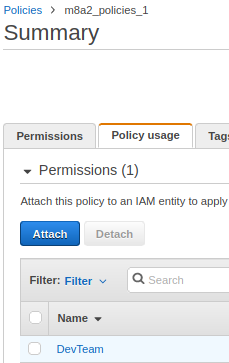 Policies > m8a2_policies_1
Summary
Permissions Policy usage Tags
Permissions (1)
Attach this policy to an IAM entity to apply
Attach Detach
Filter: Filter Search
Name
DevTeam